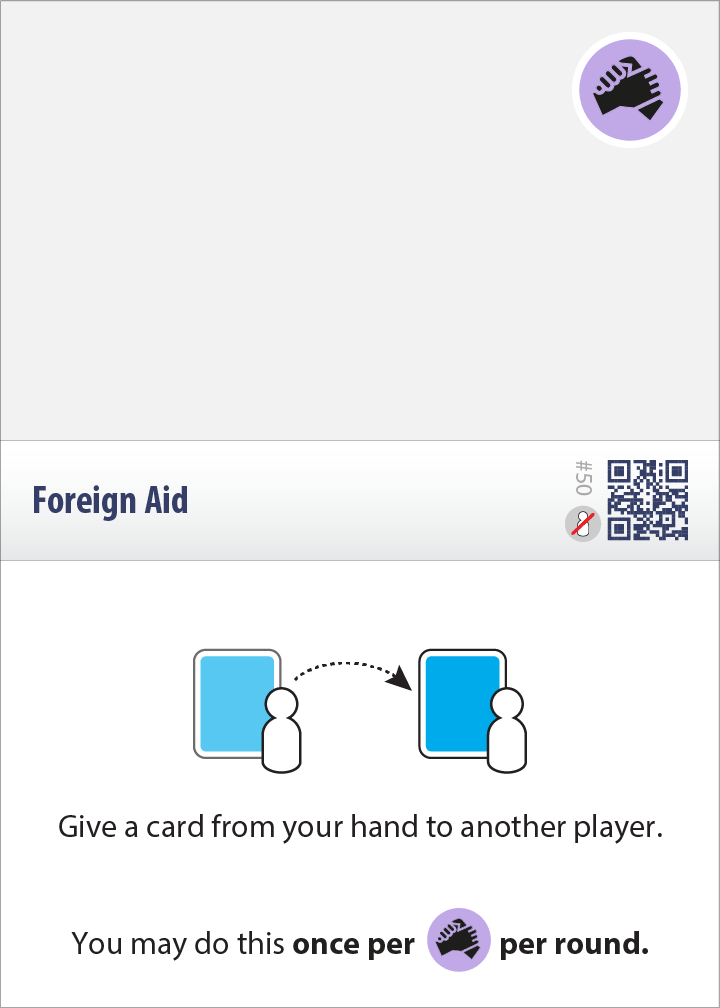 Foreign Aid
#50
Give a card from your hand to another player.
You may do this once per per round.